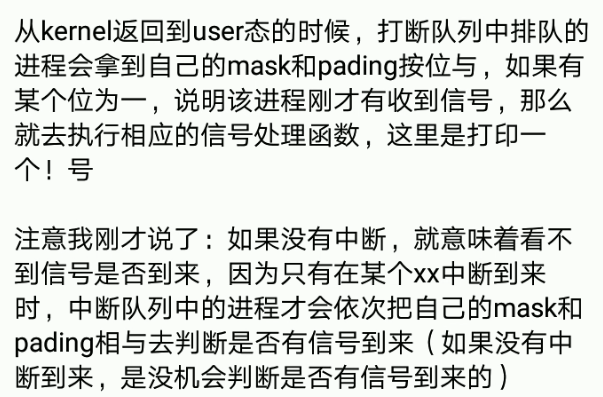 从kernel返回到user态的时候，打断队列中排队的
进程会拿到自己的mask和pading按位与，如果有
某个位为一，说明该进程刚才有收到信号，那么
就去执行相应的信号处理函数，这里是打印一
个！号
注意我刚才说了：如果没有中断，就意味着看不
到信号是否到来，因为只有在某个xx中断到来
时，中断队列中的进程才会依次把自己的mask和
pading相与去判断是否有信号到来（如果没有中
断到来，是没机会判断是否有信号到来的）